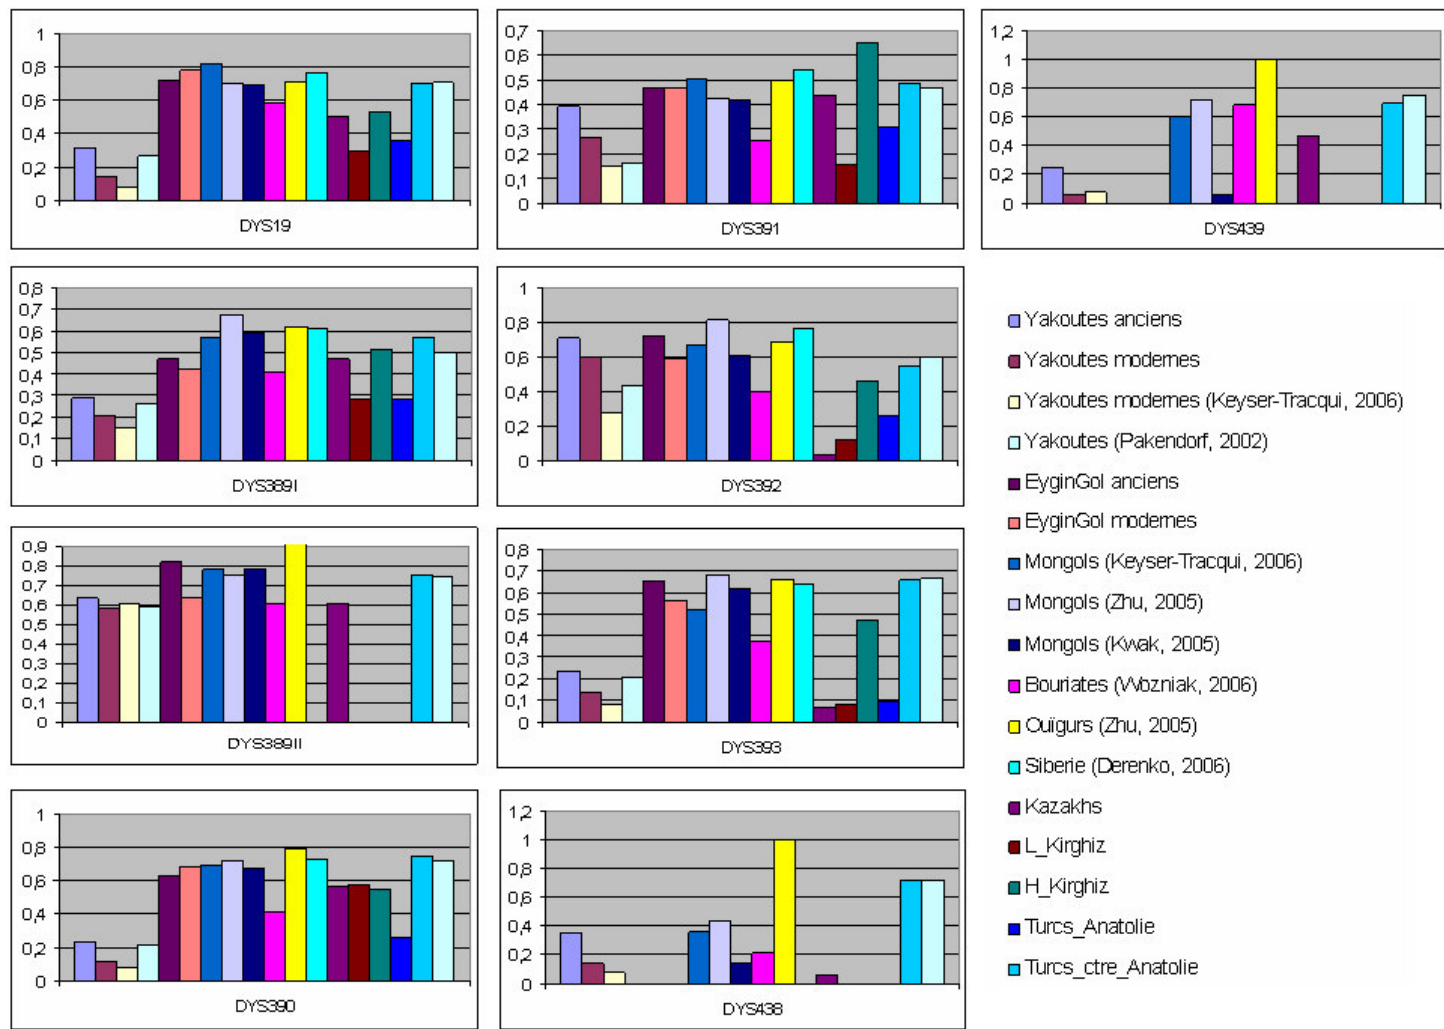 1
0,8
0,6
0,4
0,2
0
DYS19
0,7
0,6
0,5
0,4
0,3
0,2
0,1
0
DYS391
1,2
1
0,8
0,6
0,4
0,2
0
DYS439
0,8
0,7
0,6
0,5
0,4
0,3
0,2
0,1
0
DYS389I
1
0,8
0,6
0,4
0,2
0
DYS392
0,9
0,8
0,7
0,6
0,5
0,4
0,3
0,2
0,1
0
DYS389II
0,8
0,7
0,6
0,5
0,4
0,3
0,2
0,1
0
DYS393
1
0,8
0,6
0,4
0,2
0
DYS390
1,2
1
0,8
0,6
0,4
0,2
0
DYS438
Yakoutes anciens
Yakoutes modernes
Yakoutes modernes (Keyser-Tracqui, 2006)
Yakoutes (Pakendorf, 2002)
EyginGol anciens
EyginGol modernes
Mongols (Keyser-Tracqui, 2006)
Mongols (Zhu, 2005)
Mongols (Kwak, 2005)
Bouriates (Wozniak, 2006)
Ouïgurs (Zhu, 2005)
Siberie (Derenko, 2006)
Kazakhs
L_Kirghiz
H_Kirghiz
Turcs_Anatolie
Turcs_ctre_Anatolie